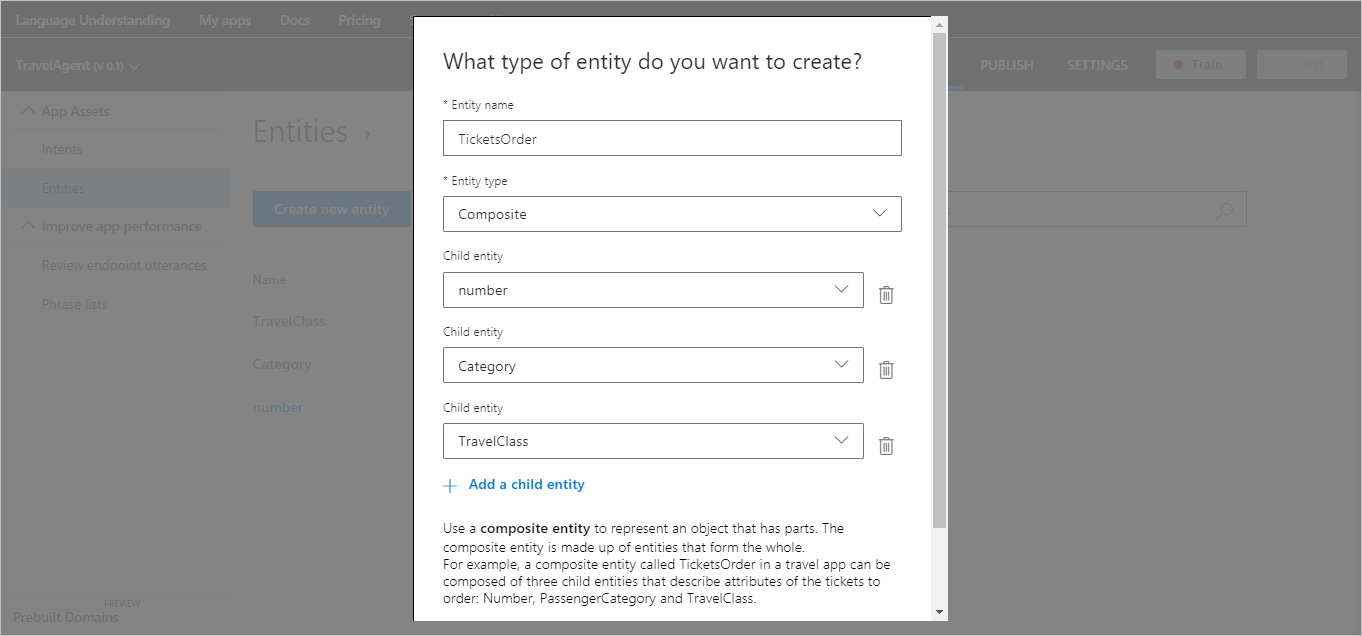 Language Understanding My apps Docs Pricing
TravelAgent (V 0.1)
PUBLISH SETTINGS Train Test
App Assets
Intents
Entities
Improve app performance
Review endpoint utterances
Phrase lists
PREVIEW
Prebuilt Domains
Entities ?
Create new entity
Name
TravelClass
Category
number
What type of entity do you want to create?
* Entity name
TicketsOrder
* Entity type
Composite
Child entity
number
Child entity
Category
Child entity
TravelClass
Add a child entity
Use a composite entity to represent an object that has parts. The
composite entity is made up of entities that form the whole.
For example, a composite entity called TicketsOrder in a travel app can be
composed of three child entities that describe attributes of the tickets to
order: Number, PassengerCategory and TravelClass.